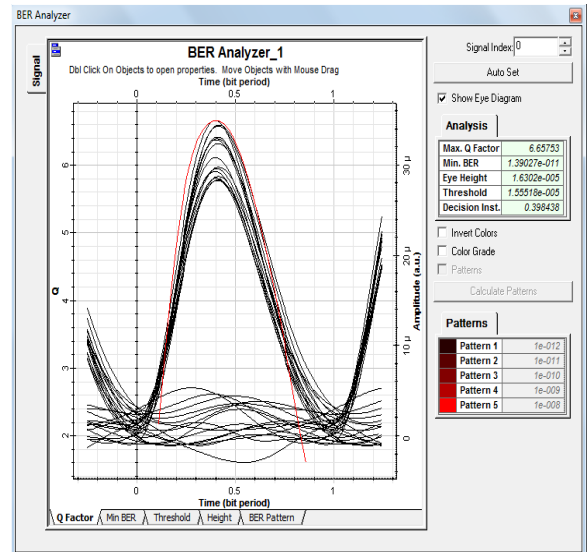 BER Analyzer
Signal
BER Analyzer_1
Dbl Click On Objects to open properties. Move Objects with Mouse Drag
Time (bit period)
0 0.5 1
Q
6
5
4
3
2
Amplitude (a.u.)
30 µ
20 µ
10 µ
0
0 0.5 1
Time (bit period)
Q Factor Min BER Threshold Height BER Pattern
Signal Index: 0
Auto Set
Show Eye Diagram
Analysis
Max. Q Factor 6.65753
Min. BER 1.39027e-011
Eye Height 1.6302e-005
Threshold 1.55518e-005
Decision Inst. 0.398438
Invert Colors
Color Grade
Patterns
Calculate Patterns
Patterns
Pattern 1 1e-012
Pattern 2 1e-011
Pattern 3 1e-010
Pattern 4 1e-009
Pattern 5 1e-008